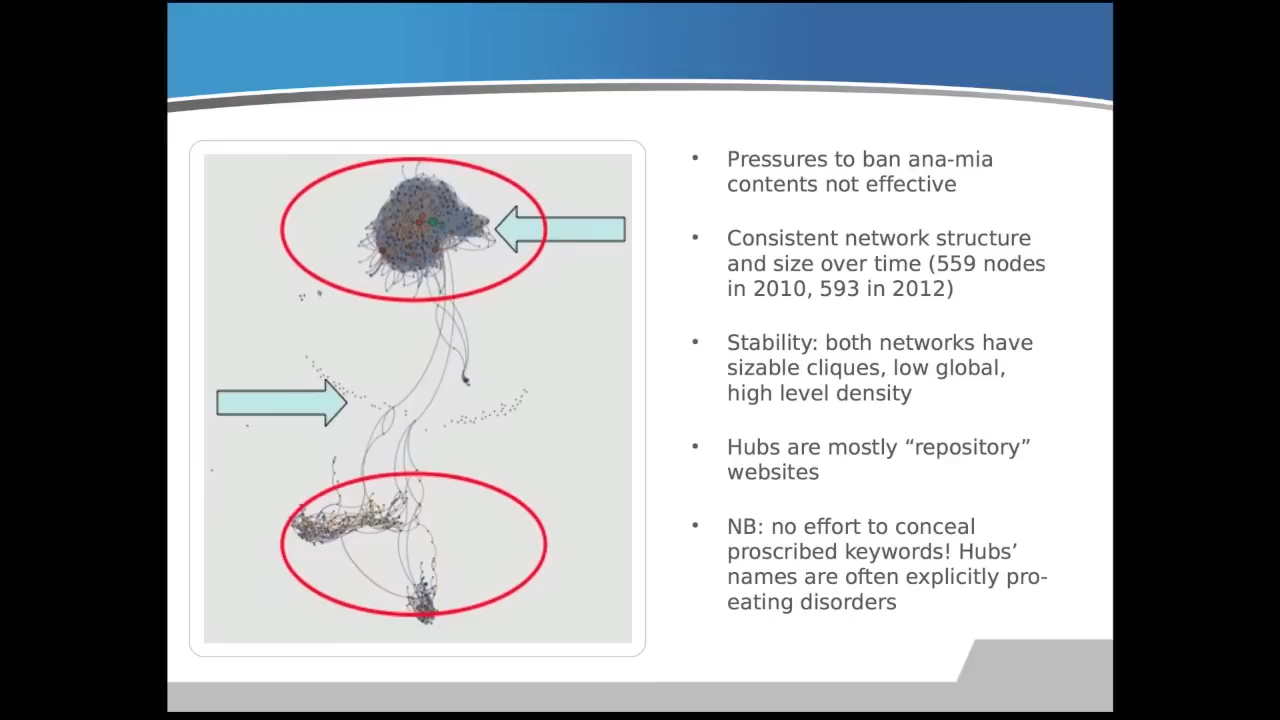 • Pressures to ban ana-mia
contents not effective
• Consistent network structure
and size over time (559 nodes
in 2010, 593 in 2012)
• Stability: both networks have
sizable cliques, low global,
high level density
• Hubs are mostly “repository”
websites
• NB: no effort to conceal
proscribed keywords! Hubs’
names are often explicitly pro-
eating disorders